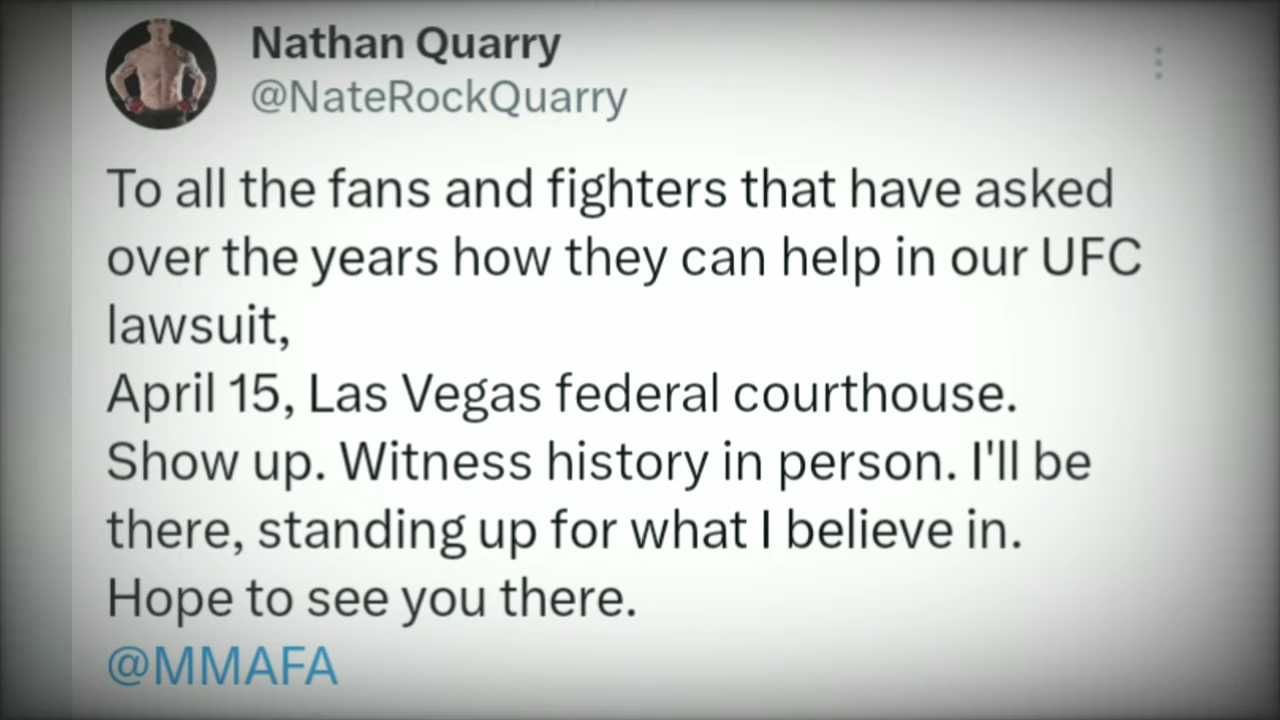 Nathan Quarry
@NateRockQuarry
To all the fans and fighters that have asked
over the years how they can help in our UFC
lawsuit,
April 15, Las Vegas federal courthouse.
Show up. Witness history in person. I'll be
there, standing up for what I believe in.
Hope to see you there.
@MMAFA